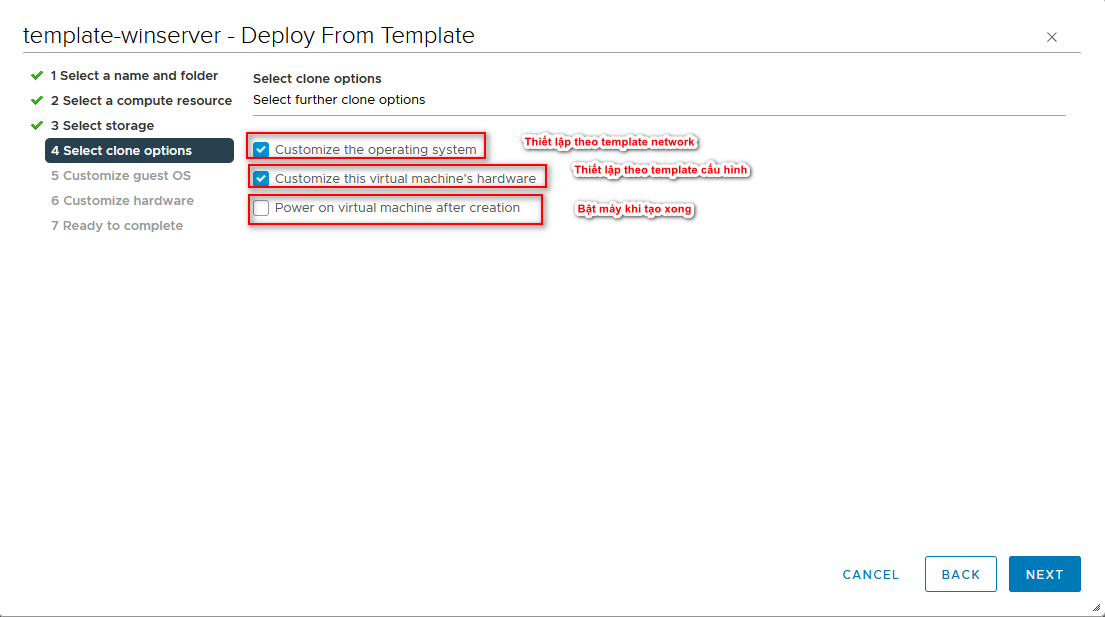 template-winserver - Deploy From Template
1 Select a name and folder
2 Select a compute resource
3 Select storage
4 Select clone options
5 Customize guest OS
6 Customize hardware
7 Ready to complete
Select clone options
Select further clone options
Customize the operating system
Thiết lập theo template network
Customize this virtual machine's hardware
Thiết lập theo template cấu hình
Power on virtual machine after creation
Bật máy khi tạo xong
CANCEL
BACK
NEXT